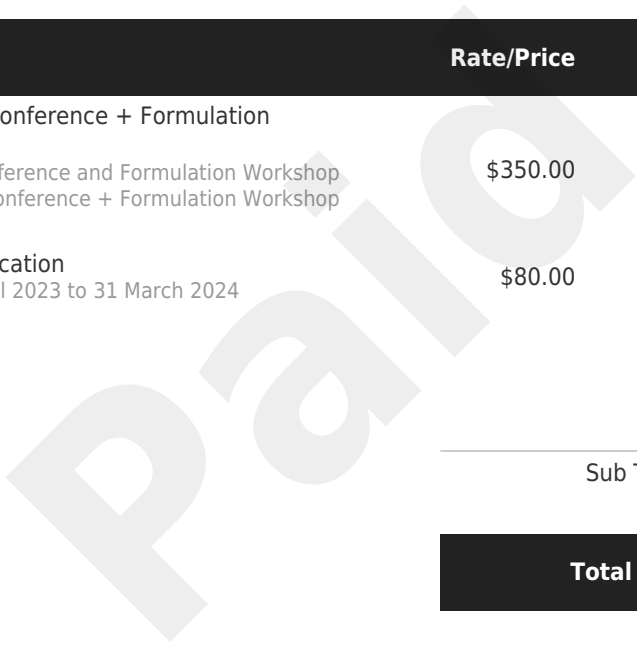 Rate/Price
onference + Formulation
ference and Formulation Workshop
onference + Formulation Workshop
$350.00
cation
l 2023 to 31 March 2024
$80.00
Sub T
Total
Paid